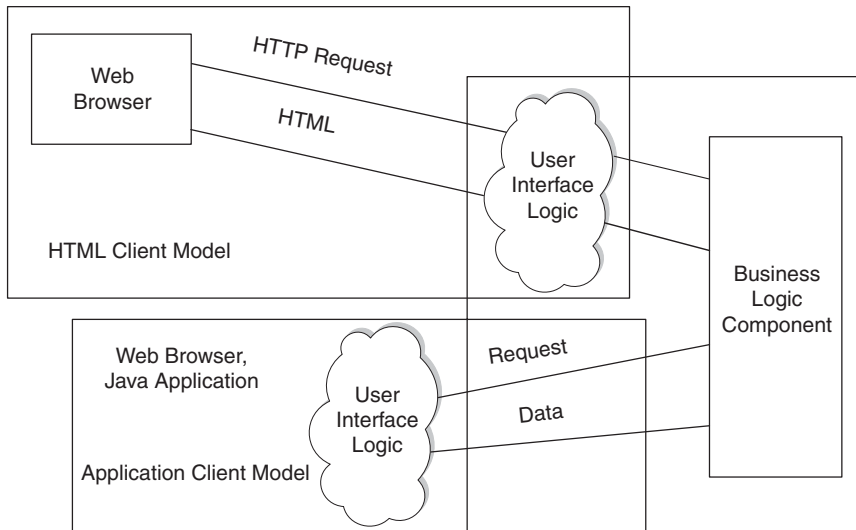 HTTP Request
Web
Browser
HTML
User
Interface
Logic
HTML Client Model
Business
Logic
Component
Web Browser,
Java Application
User
Interface
Logic
Request
Data
Application Client Model